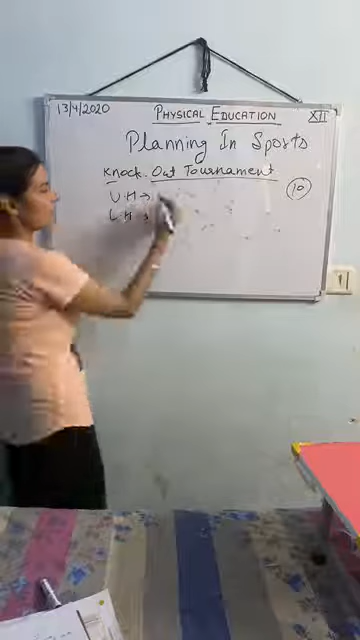 13/4/2020 PHYSICAL EDUCATION XII
Planning In Sports
Knock-Out Tournament
10
U.H →
L.H →